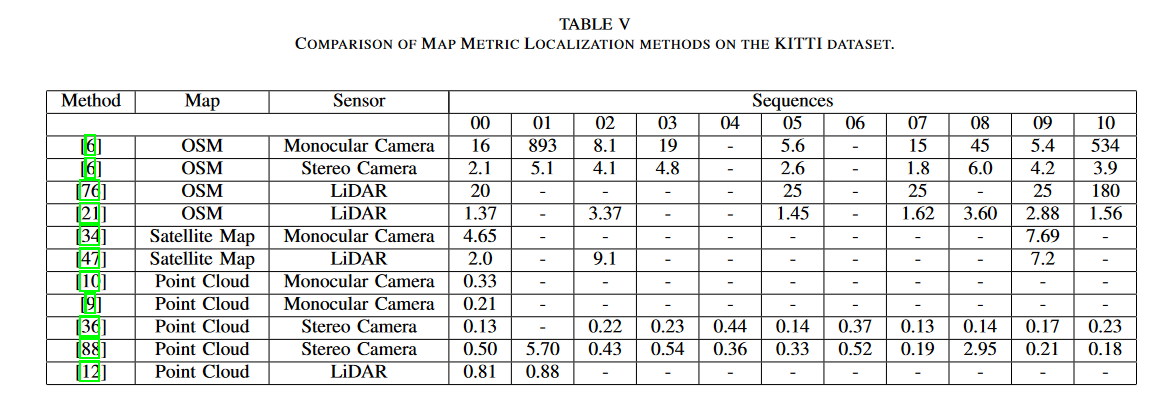 TABLE V
COMPARISON OF MAP METRIC LOCALIZATION METHODS ON THE KITTI DATASET.
Method Map Sensor Sequences
00 01 02 03 04 05 06 07 08 09 10
[6] OSM Monocular Camera 16 893 8.1 19 - 5.6 - 15 45 5.4 534
[6] OSM Stereo Camera 2.1 5.1 4.1 4.8 - 2.6 - 1.8 6.0 4.2 3.9
[76] OSM LiDAR 20 - - - - 25 - 25 - 25 180
[21] OSM LiDAR 1.37 - 3.37 - - 1.45 - 1.62 3.60 2.88 1.56
[34] Satellite Map Monocular Camera 4.65 - - - - - - - - 7.69 -
[47] Satellite Map LiDAR 2.0 - 9.1 - - - - - - 7.2 -
[10] Point Cloud Monocular Camera 0.33 - - - - - - - - - -
[9] Point Cloud Monocular Camera 0.21 - - - - - - - - - -
[36] Point Cloud Stereo Camera 0.13 - 0.22 0.23 0.44 0.14 0.37 0.13 0.14 0.17 0.23
[88] Point Cloud Stereo Camera 0.50 5.70 0.43 0.54 0.36 0.33 0.52 0.19 2.95 0.21 0.18
[12] Point Cloud LiDAR 0.81 0.88 - - - - - - - - -